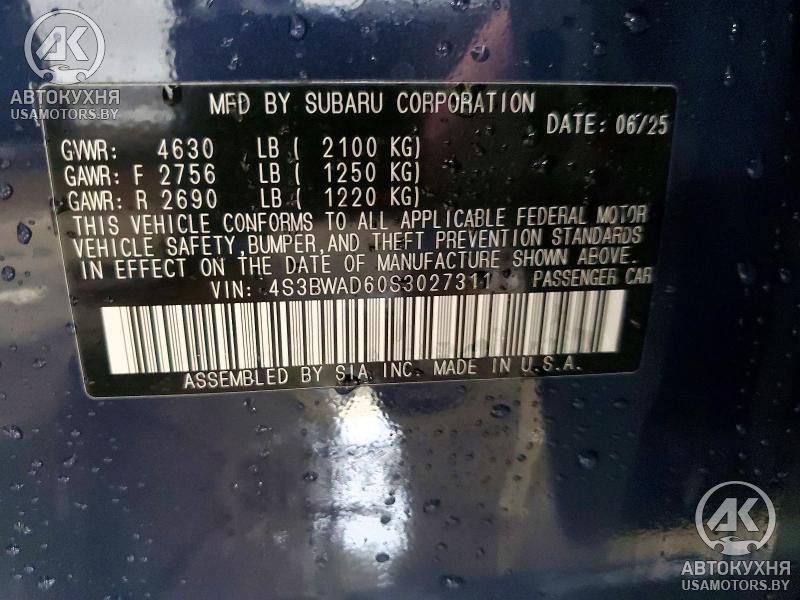 AK
АВТОКУХНЯ
USAMOTORS.BY
MFD BY SUBARU CORPORATION
DATE: 06/25
GVWR: 4630 LB ( 2100 KG)
GAWR: F 2756 LB ( 1250 KG)
GAWR: R 2690 LB ( 1220 KG)
THIS VEHICLE CONFORMS TO ALL APPLICABLE FEDERAL MOTOR
VEHICLE SAFETY,BUMPER,AND THEFT PREVENTION STANDARDS
IN EFFECT ON THE DATE OF MANUFACTURE SHOWN ABOVE.
VIN: 4S3BWAD60S3027311 PASSENGER CAR
ASSEMBLED BY SIA, INC. MADE IN U.S.A.
AK
АВТОКУХНЯ
USAMOTORS.BY